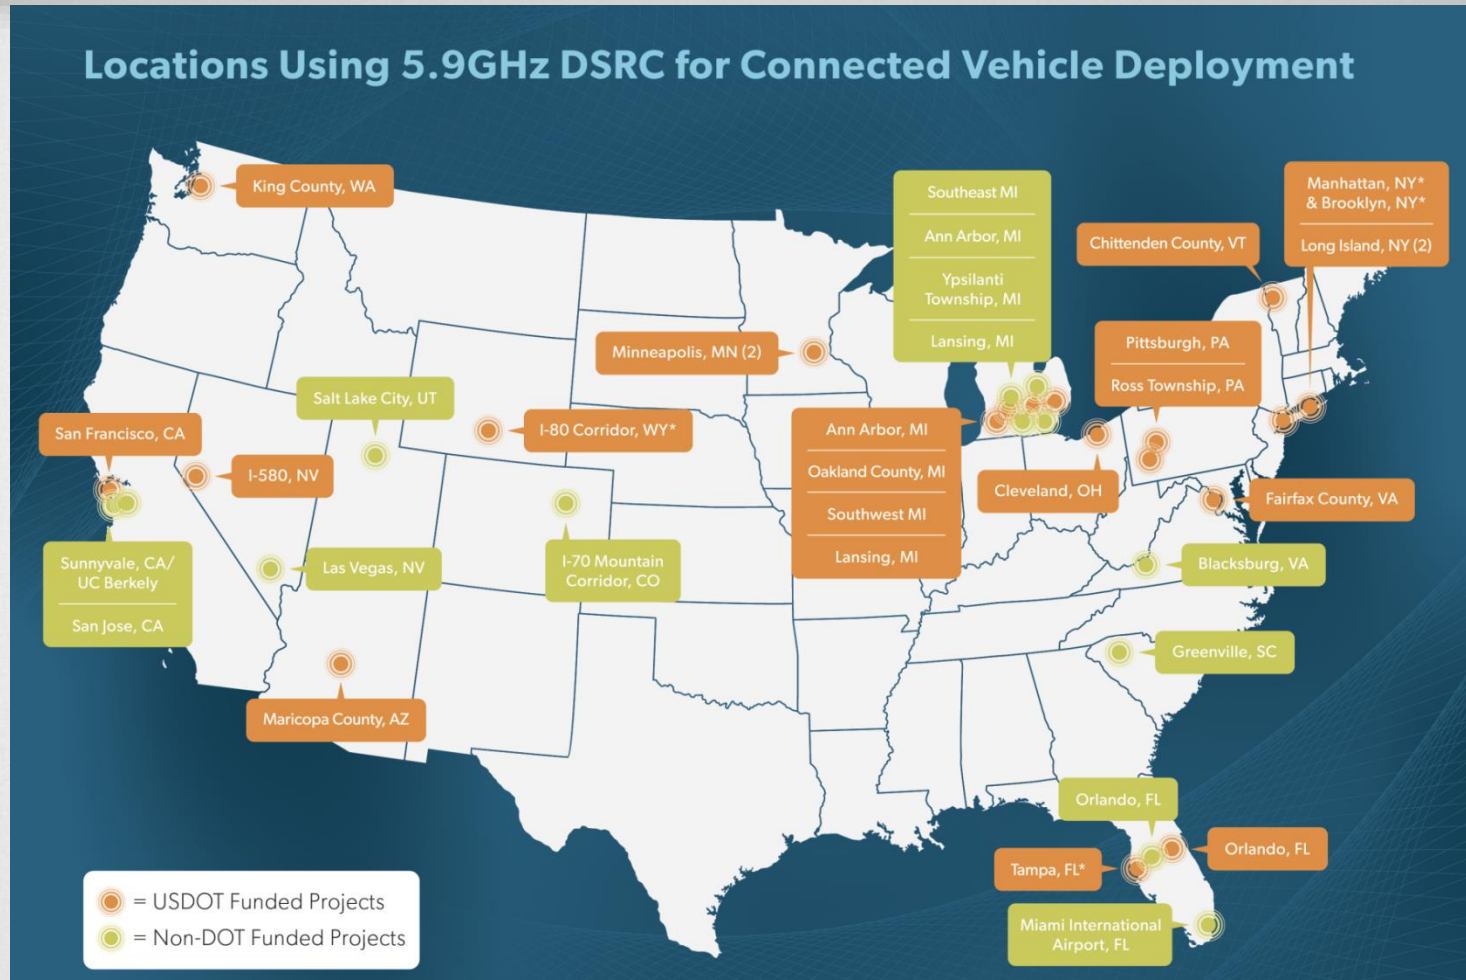 Locations Using 5.9GHz DSRC for Connected Vehicle Deployment
King County, WA
Southeast MI
Ann Arbor, MI
Ypsilanti
Township, MI
Lansing, MI
Manhattan, NY*
& Brooklyn, NY*
Long Island, NY (2)
Chittenden County, VT
Minneapolis, MN (2)
Pittsburgh, PA
Ross Township, PA
Salt Lake City, UT
San Francisco, CA
I-80 Corridor, WY*
I-580, NV
Ann Arbor, MI
Oakland County, MI
Southwest MI
Lansing, MI
Cleveland, OH
Fairfax County, VA
Sunnyvale, CA/
UC Berkely
San Jose, CA
Las Vegas, NV
I-70 Mountain
Corridor, CO
Blacksburg, VA
Greenville, SC
Maricopa County, AZ
Orlando, FL
Orlando, FL
Tampa, FL*
Miami International
Airport, FL
= USDOT Funded Projects
= Non-DOT Funded Projects